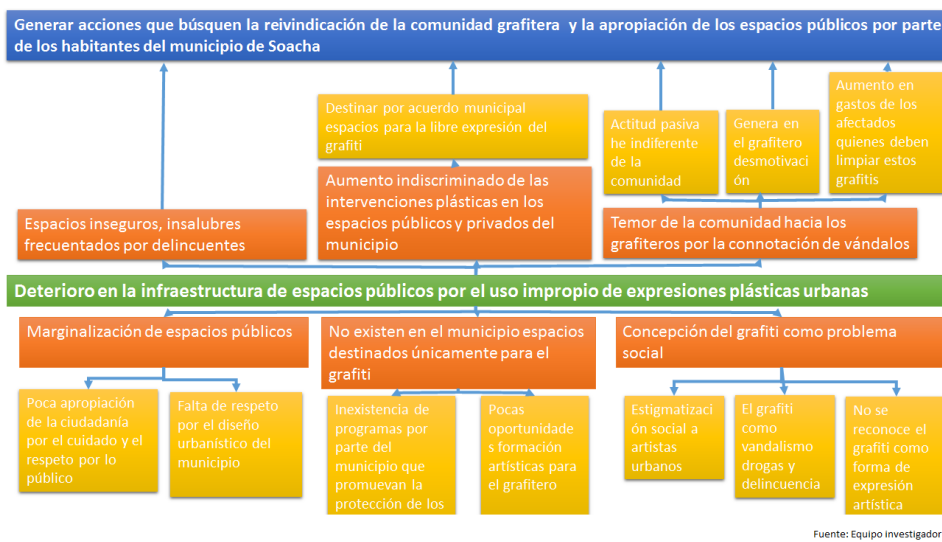 Generar acciones que búsquen la reivindicación de la comunidad grafitera y la apropiación de los espacios públicos por parte
de los habitantes del municipio de Soacha
Destinar por acuerdo municipal
espacios para la libre expresión del
grafiti
Actitud pasiva
he indiferente
de la
comunidad
Genera en
el grafitero
desmotivaci
ón
Aumento en
gastos de los
afectados
quienes deben
limpiar estos
grafitis
Espacios inseguros, insalubres
frecuentados por delincuentes
Aumento indiscriminado de las
intervenciones plásticas en los
espacios públicos y privados del
municipio
Temor de la comunidad hacia los
grafiteros por la connotación de vándalos
Deterioro en la infraestructura de espacios públicos por el uso impropio de expresiones plásticas urbanas
Marginalización de espacios públicos
No existen en el municipio espacios
destinados únicamente para el
grafiti
Concepción del grafiti como problema
social
Poca apropiación
de la ciudadanía
por el cuidado y el
respeto por lo
público
Falta de respeto
por el diseño
urbanístico del
municipio
Inexistencia de
programas por
parte del
municipio que
promuevan la
protección de los
Pocas
oportunidade
s formación
artísticas para
el grafitero
Estigmatizaci
ón social a
artistas
urbanos
El grafiti
como
vandalismo
drogas y
delincuencia
No se
reconoce el
grafiti como
forma de
expresión
artística
Fuente: Equipo investigador